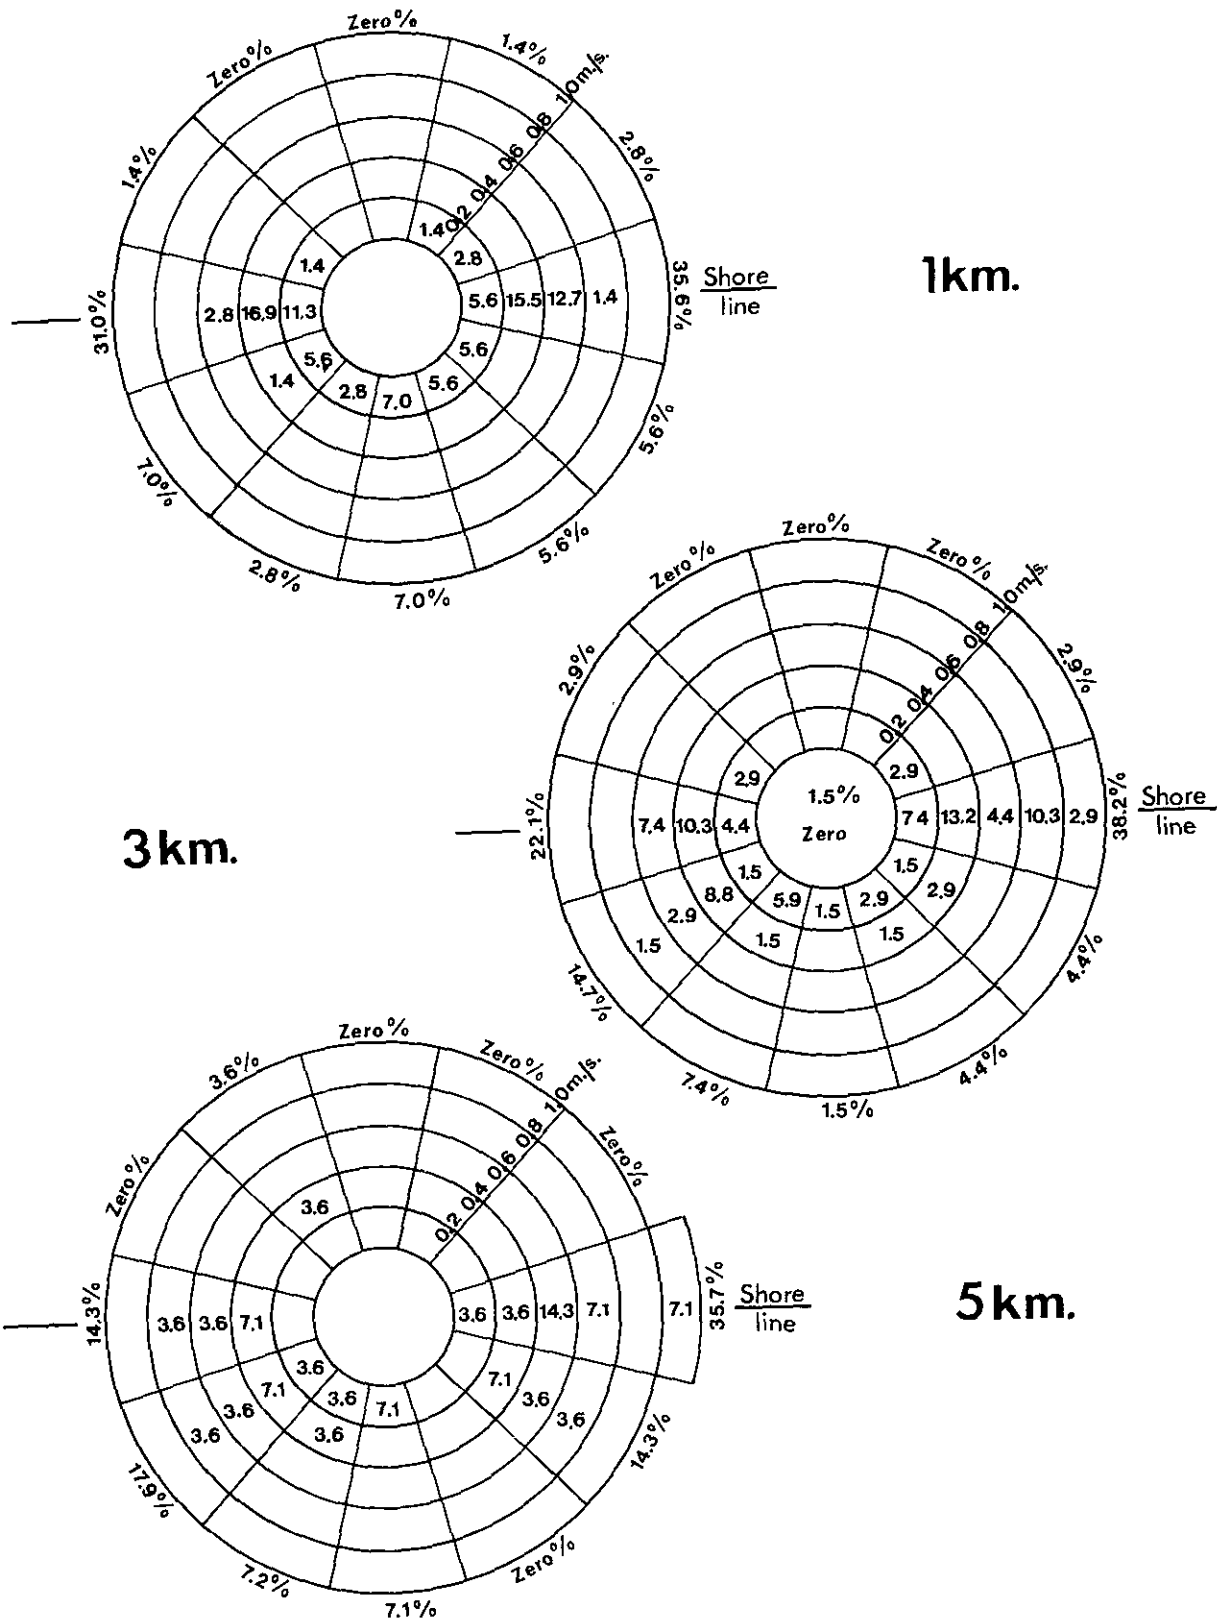 Zero%
Zero%
1.4%
1.4%
2.8%
1.0m/s.
0.8
0.6
0.4
0.2
1.4
2.8
1.4
31.0%
2.8 16.9 11.3
5.6 15.5 12.7 1.4
35.6%
Shore
line
1km.
5.6
1.4
2.8
7.0
5.6
5.6
7.0%
2.8%
7.0%
5.6%
5.6%
Zero%
Zero%
Zero%
2.9%
2.9%
1.0m/s.
0.8
0.6
0.4
0.2
2.9
2.9
1.5%
Zero
3km.
22.1%
7.4 10.3 4.4
7.4 13.2 4.4 10.3 2.9
38.2%
Shore
line
1.5
8.8
2.9
1.5
5.9
1.5
1.5
2.9
1.5
1.5
2.9
14.7%
7.4%
1.5%
4.4%
4.4%
Zero%
3.6%
Zero%
Zero%
Zero%
1.0m/s.
0.8
0.6
0.4
0.2
3.6
14.3%
3.6 3.6 7.1
3.6 3.6 14.3 7.1 7.1
35.7%
Shore
line
5km.
3.6
7.1
3.6
3.6
3.6
3.6
7.1
7.1
3.6
3.6
17.9%
7.2%
7.1%
Zero%
14.3%